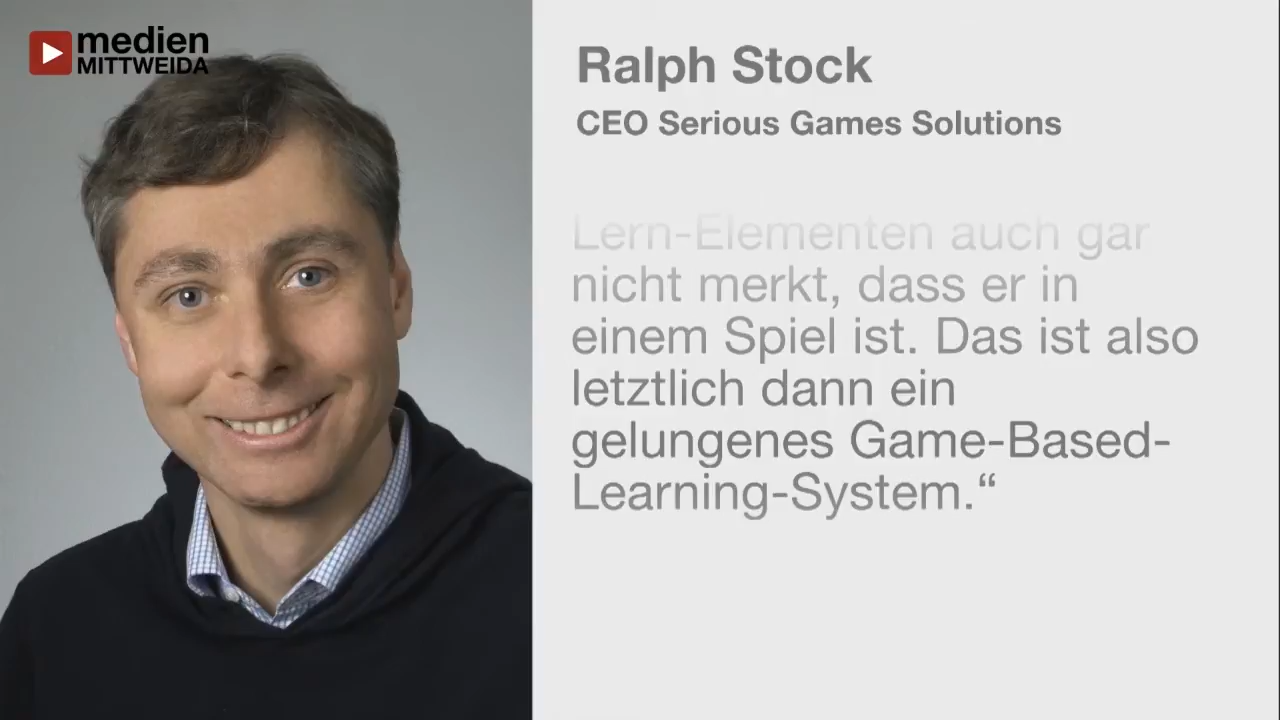 medien
MITTWEIDA
Ralph Stock
CEO Serious Games Solutions
Lern-Elementen auch gar
nicht merkt, dass er in
einem Spiel ist. Das ist also
letztlich dann ein
gelungenes Game-Based-
Learning-System.“